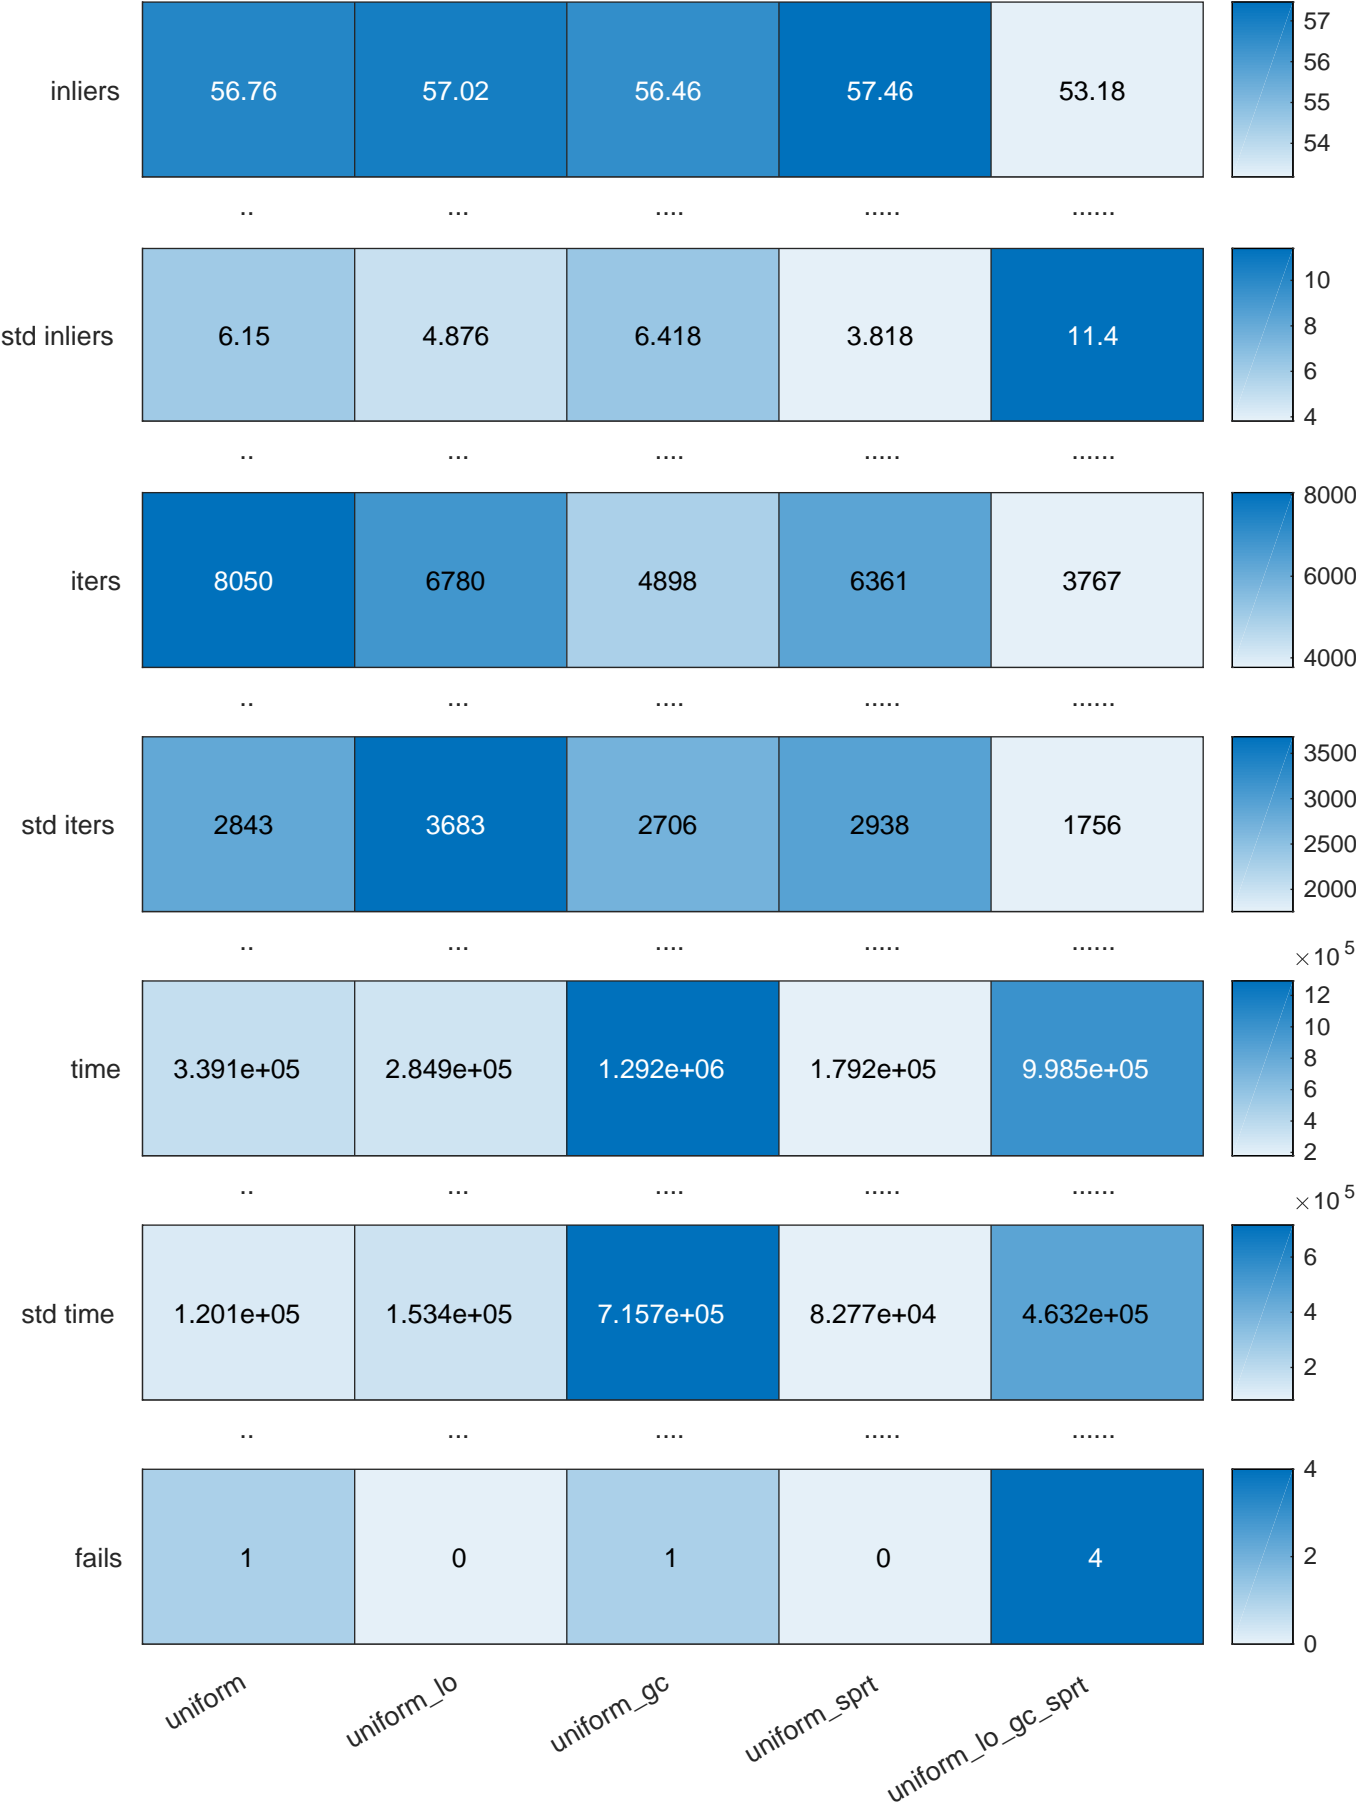 57
56
inliers 56.76 57.02 56.46 57.46 53.18
55
54
.. ... .... ..... ......
10
8
std inliers 6.15 4.876 6.418 3.818 11.4
6
4
.. ... .... ..... ......
8000
iters 8050 6780 4898 6361 3767 6000
4000
.. ... .... ..... ......
3500
3000
std iters 2843 3683 2706 2938 1756
2500
2000
.. ... .... ..... ......
×10 5
12
10
time 3.391e+05 2.849e+05 1.292e+06 1.792e+05 9.985e+05
8
6
4
2
.. ... .... ..... ......
×10 5
6
std time 1.201e+05 1.534e+05 7.157e+05 8.277e+04 4.632e+05 4
2
.. ... .... ..... ......
4
fails 1 0 1 0 4 2
0
uniform uniform_lo uniform_gc uniform_sprt uniform_lo_gc_sprt